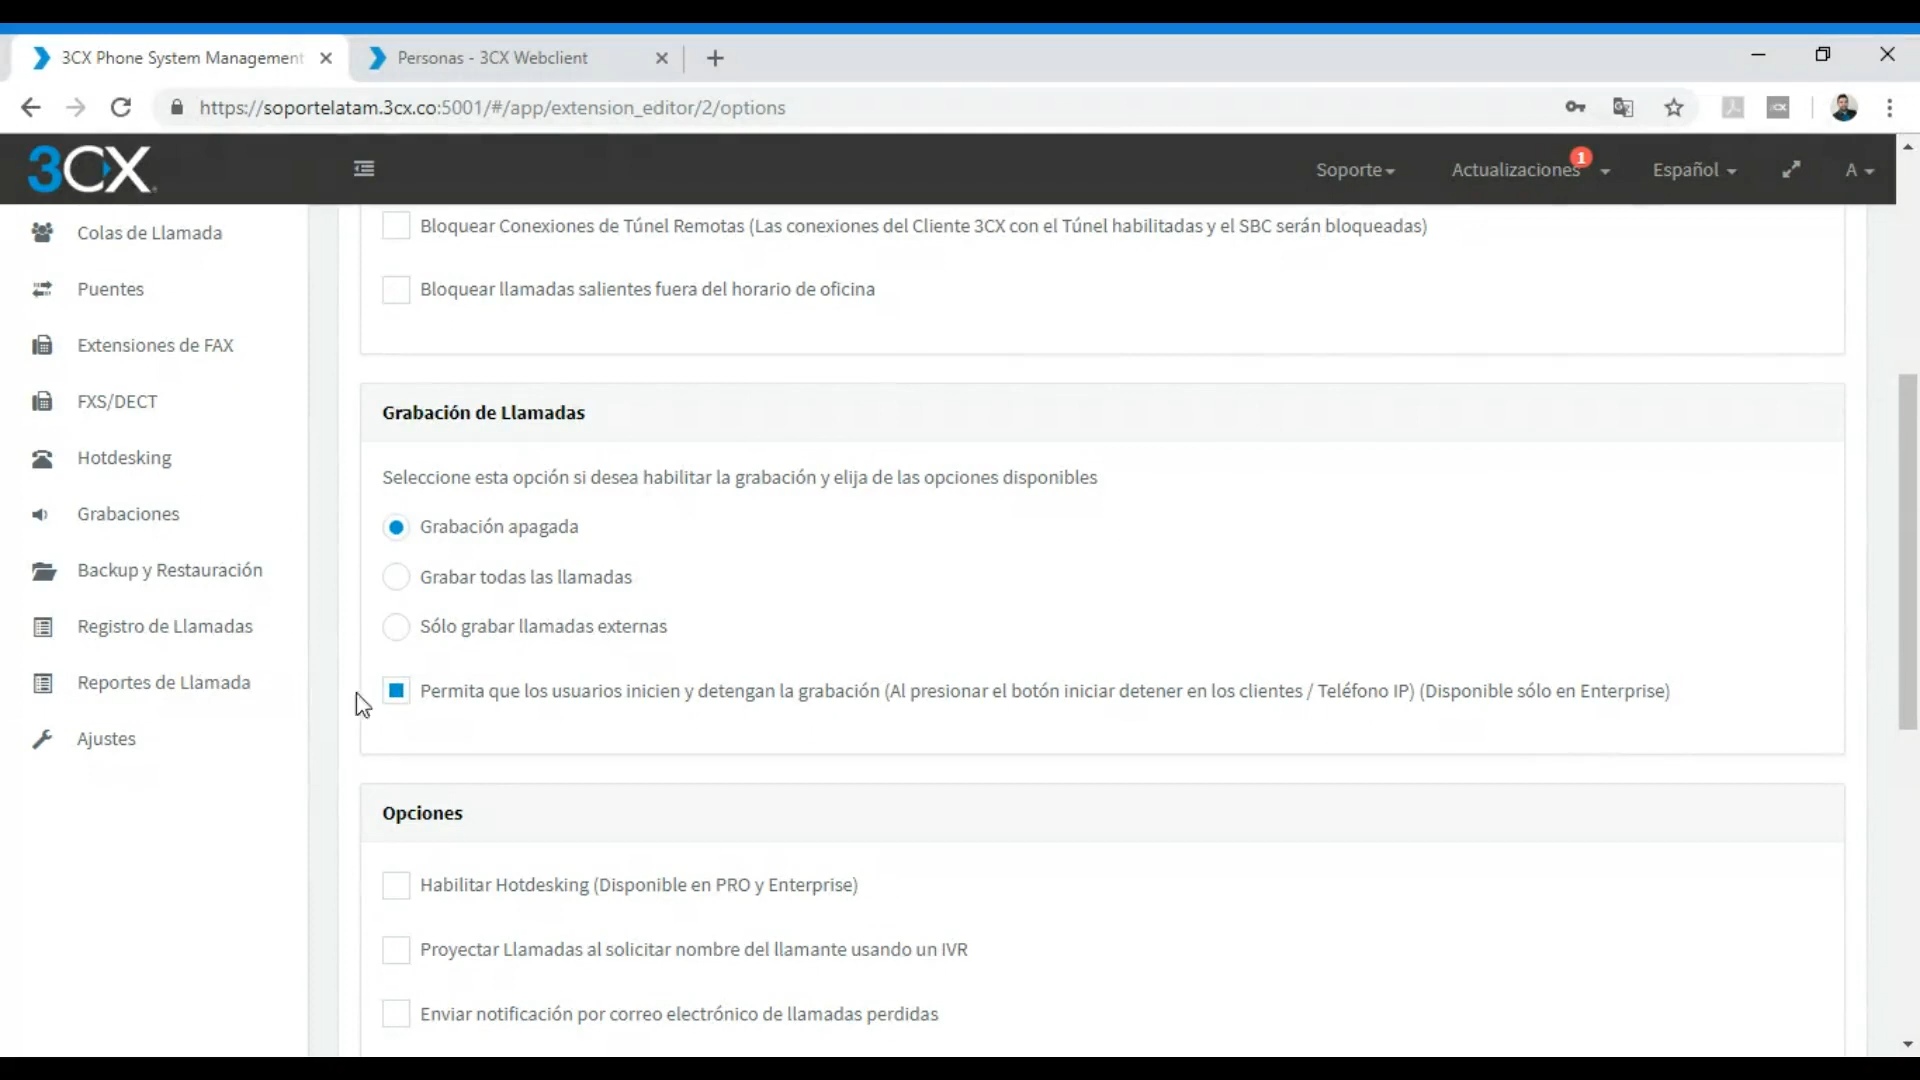 3CX Phone System Management
Personas - 3CX Webclient
https://soportelatam.3cx.co:5001/#/app/extension_editor/2/options
3CX
Soporte
Actualizaciones
1
Español
A
Colas de Llamada
Puentes
Extensiones de FAX
FXS/DECT
Hotdesking
Grabaciones
Backup y Restauración
Registro de Llamadas
Reportes de Llamada
Ajustes
Bloquear Conexiones de Túnel Remotas (Las conexiones del Cliente 3CX con el Túnel habilitadas y el SBC serán bloqueadas)
Bloquear llamadas salientes fuera del horario de oficina
Grabación de Llamadas
Seleccione esta opción si desea habilitar la grabación y elija de las opciones disponibles
Grabación apagada
Grabar todas las llamadas
Sólo grabar llamadas externas
Permita que los usuarios inicien y detengan la grabación (Al presionar el botón iniciar detener en los clientes / Teléfono IP) (Disponible sólo en Enterprise)
Opciones
Habilitar Hotdesking (Disponible en PRO y Enterprise)
Proyectar Llamadas al solicitar nombre del llamante usando un IVR
Enviar notificación por correo electrónico de llamadas perdidas